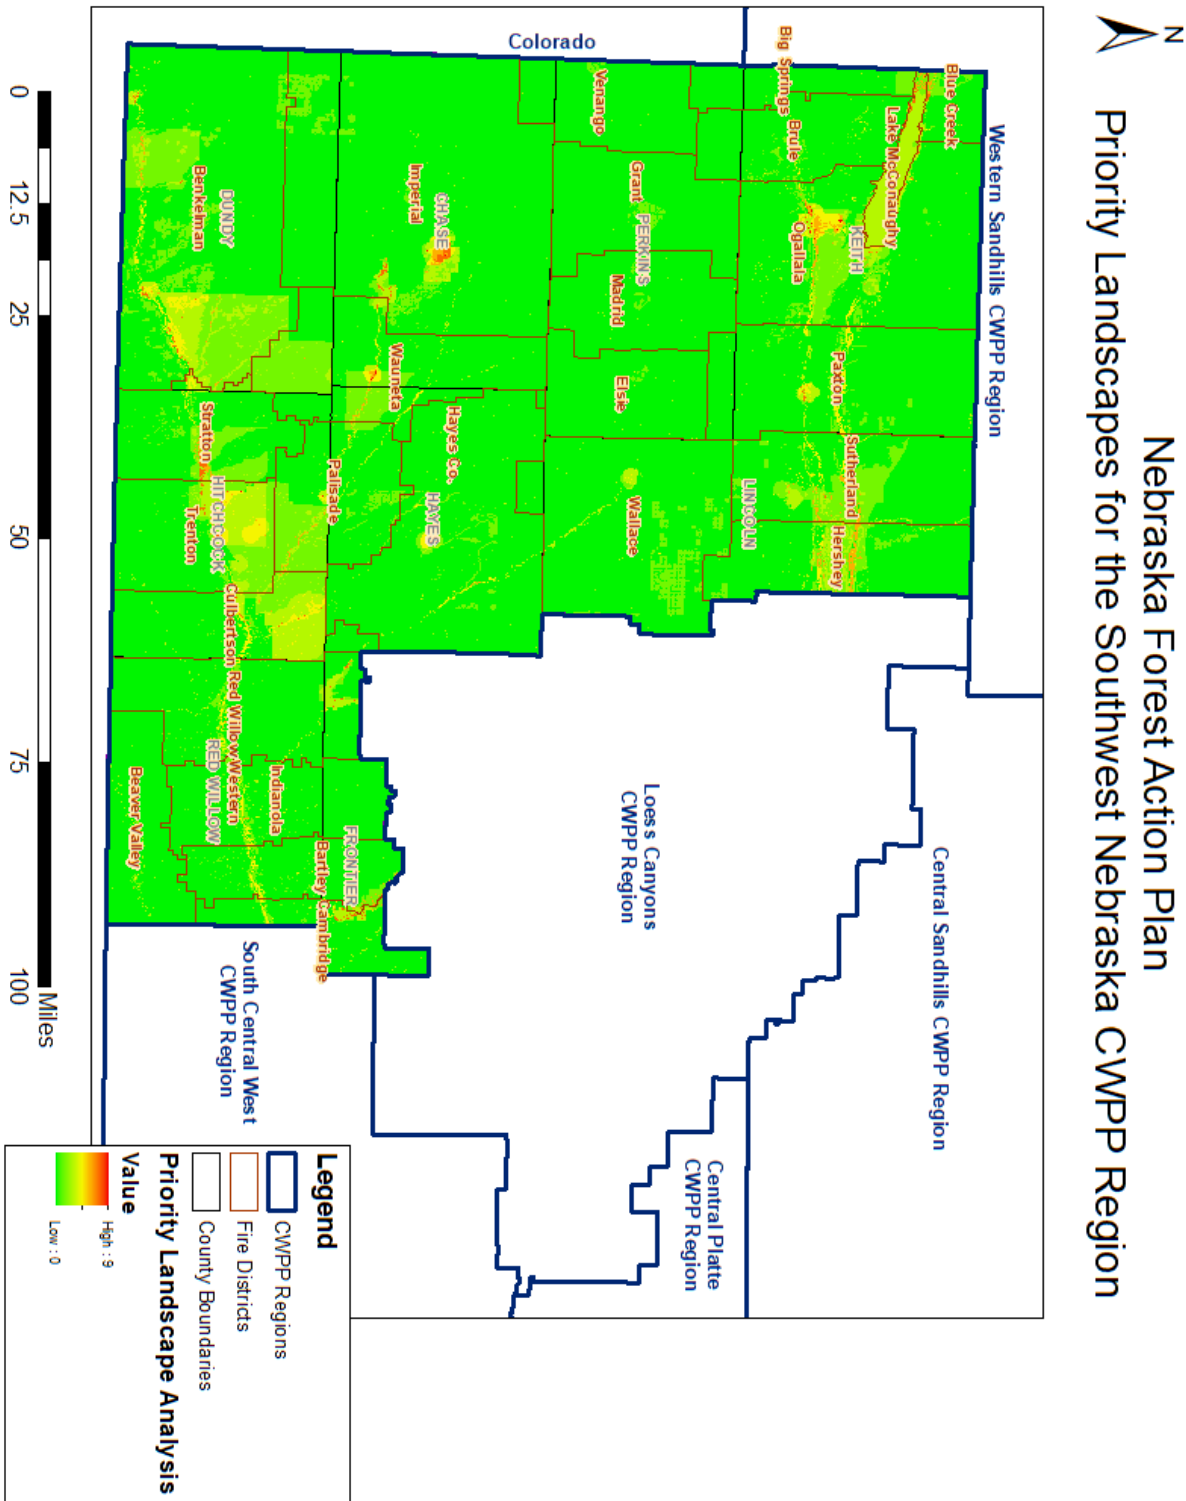 N
Nebraska Forest Action Plan
Priority Landscapes for the Southwest Nebraska CWPP Region
Western Sandhills CWPP Region
Blue Creek
Lake McConaughy
Big Springs
Brule
KEITH
Ogallala
Paxton
Sutherland
Hershey
LINCOLN
Colorado
Venango
Grant
PERKINS
Madrid
Elsie
Wallace
CHASE
Imperial
Wauneta
Hayes Co.
HAYES
Palisade
DUNDY
Benkelman
Stratton
HITCHCOCK
Trenton
Culbertson
Red Willow Western
RED WILLOW
Indianola
Beaver Valley
FRONTIER
Bartley
Cambridge
Central Sandhills CWPP Region
Loess Canyons
CWPP Region
Central Platte
CWPP Region
South Central West
CWPP Region
0 12.5 25 50 75 100
Miles
Legend
CWPP Regions
Fire Districts
County Boundaries
Priority Landscape Analysis
Value
High : 9
Low : 0